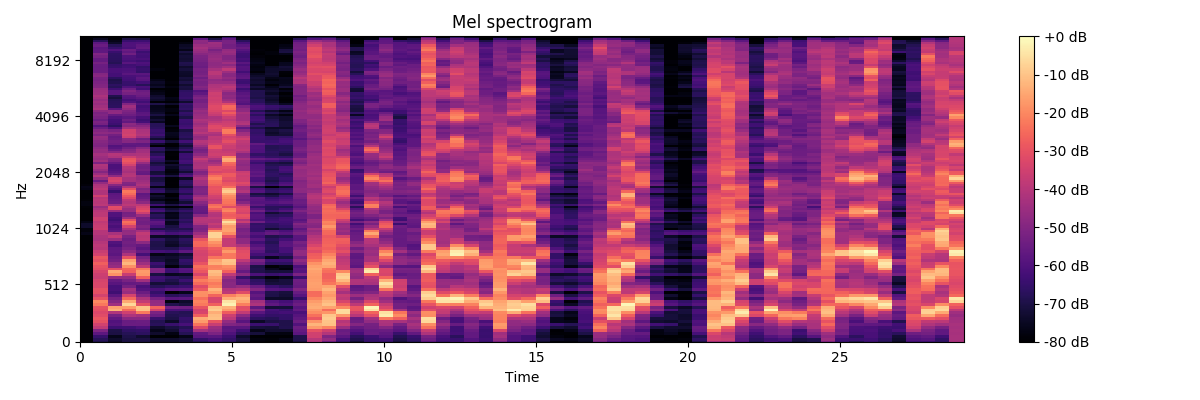 Mel spectrogram
8192
4096
2048
1024
512
0
Hz
0 5 10 15 20 25
Time
+0 dB
-10 dB
-20 dB
-30 dB
-40 dB
-50 dB
-60 dB
-70 dB
-80 dB